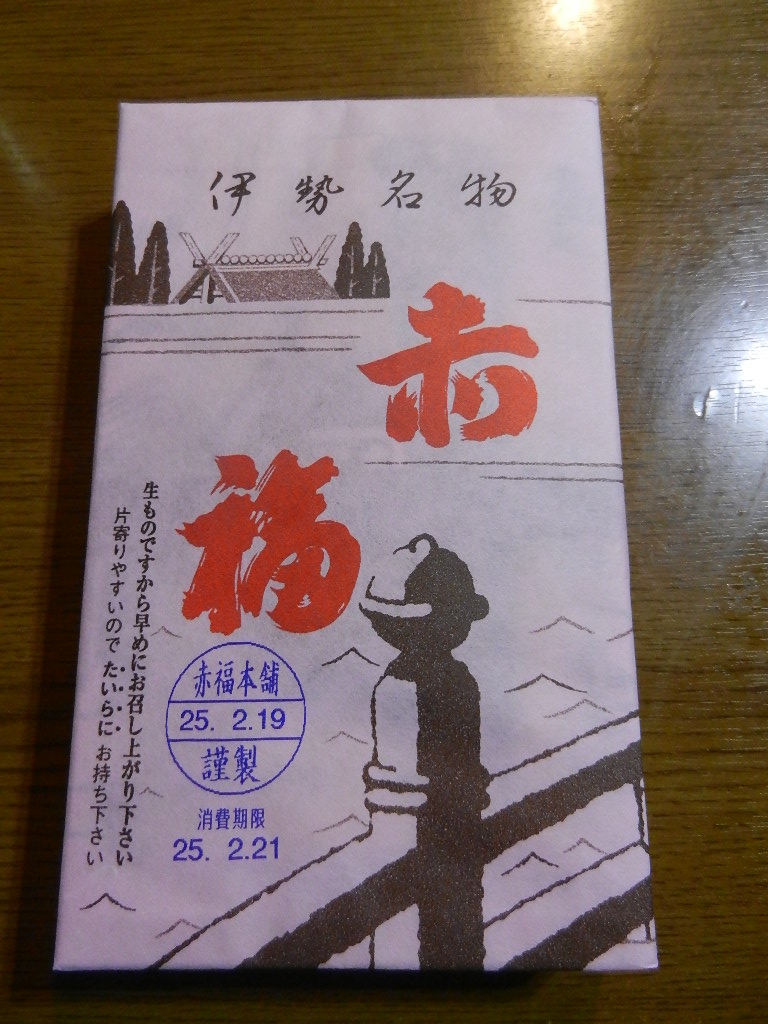 伊勢名物
赤福
生ものですから早めにお召し上がり下さい
片寄りやすいので たいらに お持ち下さい
赤福本舗
25. 2.19
謹製
消費期限
25. 2.21